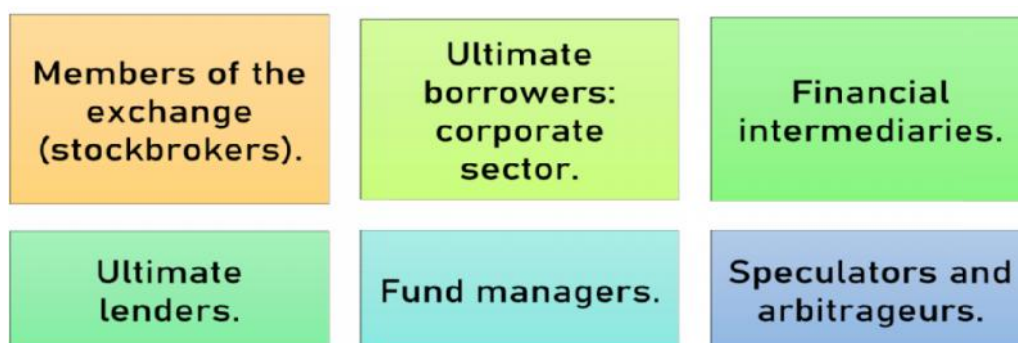 Members of the
exchange
(stockbrokers).
Ultimate
borrowers:
corporate
sector.
Financial
intermediaries.
Ultimate
lenders.
Fund managers.
Speculators and
arbitrageurs.